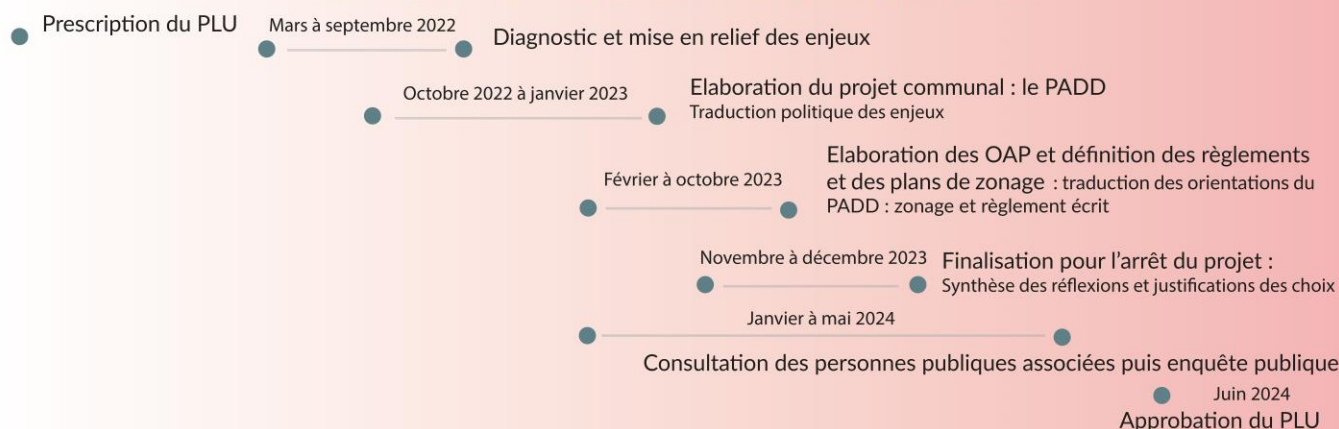 Prescription du PLU
Mars à septembre 2022
Diagnostic et mise en relief des enjeux
Octobre 2022 à janvier 2023
Elaboration du projet communal : le PADD
Traduction politique des enjeux
Février à octobre 2023
Elaboration des OAP et définition des règlements
et des plans de zonage : traduction des orientations du
PADD : zonage et règlement écrit
Novembre à décembre 2023
Finalisation pour l'arrêt du projet :
Synthèse des réflexions et justifications des choix
Janvier à mai 2024
Consultation des personnes publiques associées puis enquête publique
Juin 2024
Approbation du PLU